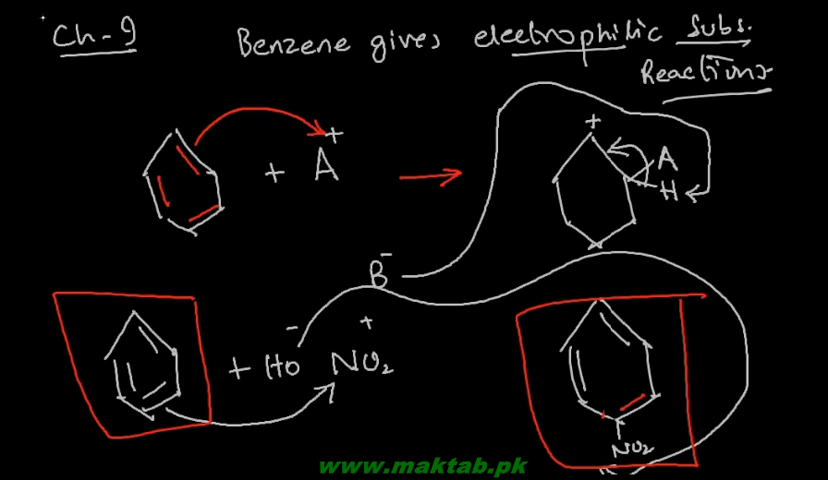 Ch-9
Benzene gives electrophilic Subs.
Reactions
+ A+
+
A
H
B-
+ HO- NO2+
NO2
www.maktab.pk